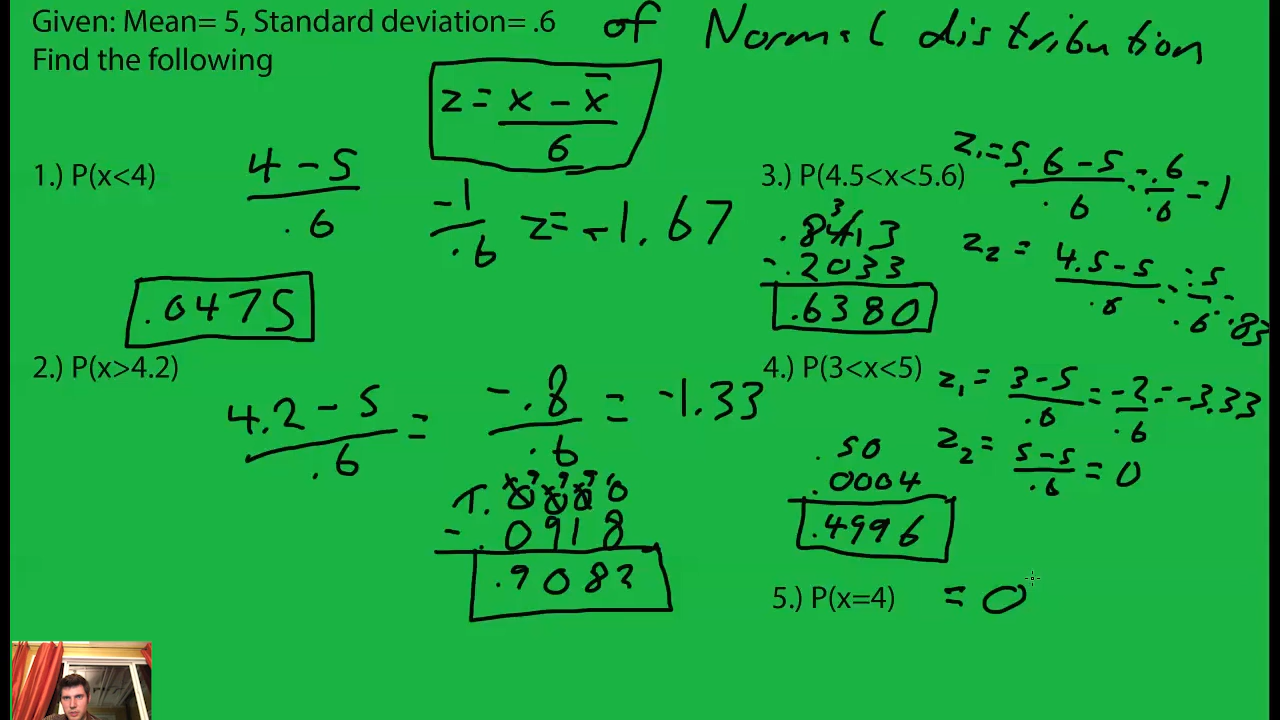 Given: Mean= 5, Standard deviation= .6 of Normal distribution
Find the following
z = x - x̄ / 6
1.) P(x<4)
4 - 5 / .6
-1 / .6 z = -1.67
.0475
2.) P(x>4.2)
4.2 - 5 / .6 = -.8 / .6 = -1.33
1.0000
- .0918
.9082
3.) P(4.5<x<5.6)
z₁ = 5.6 - 5 / .6 = .6 / .6 = 1
.8413
- .2033
.6380
z₂ = 4.5 - 5 / .6 = -.5 / .6 = -.83
4.) P(3<x<5)
z₁ = 3 - 5 / .6 = -2 / .6 = -3.33
z₂ = 5 - 5 / .6 = 0
.50
.0004
.4996
5.) P(x=4) = 0